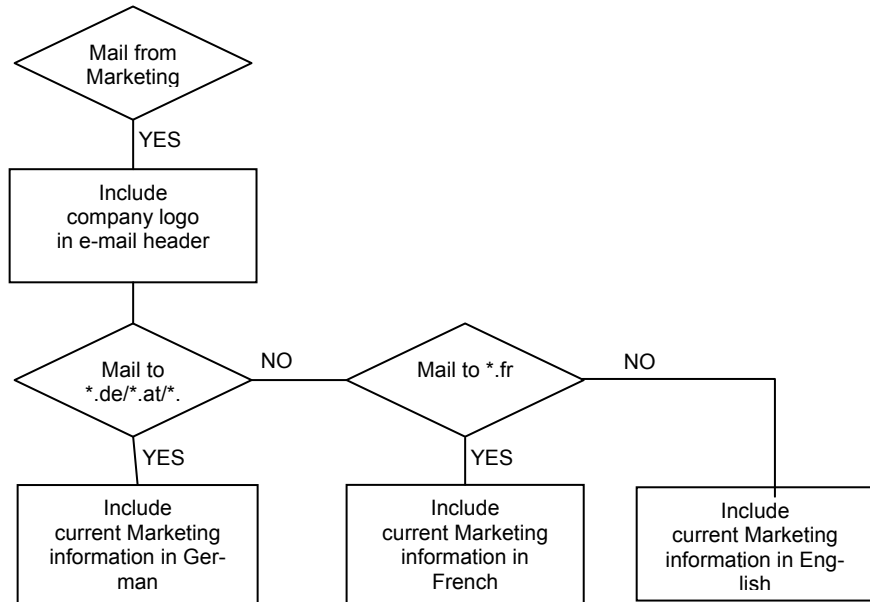 Mail from
Marketing
YES
Include
company logo
in e-mail header
Mail to
*.de/*.at/*.
NO
Mail to *.fr
NO
YES
Include
current Marketing
information in Ger-
man
YES
Include
current Marketing
information in
French
Include
current Marketing
information in Eng-
lish